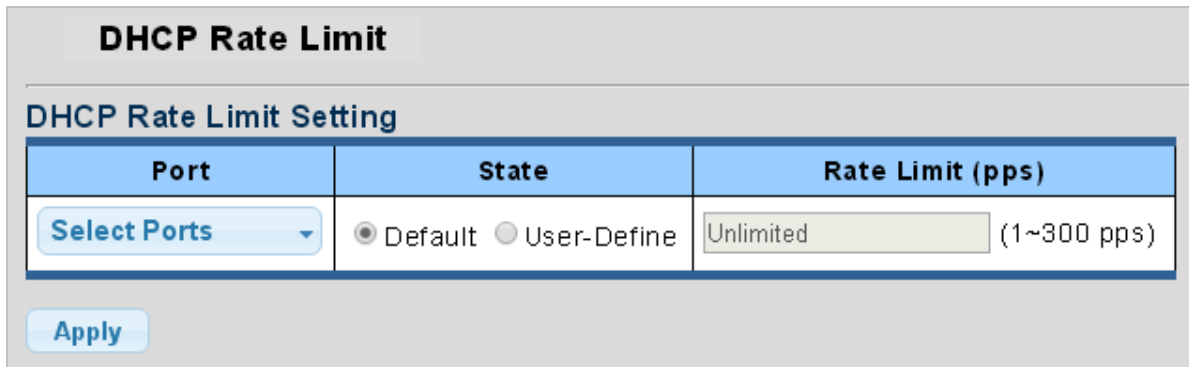 DHCP Rate Limit
DHCP Rate Limit Setting
Port State Rate Limit (pps)
Select Ports Default User-Define Unlimited (1~300 pps)
Apply